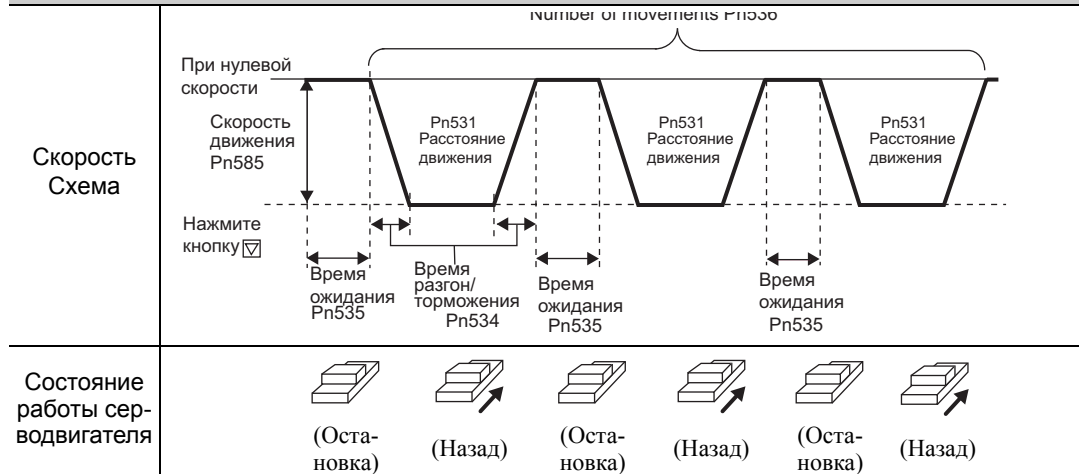 Number of movements Pn536
При нулевой
скорости
Скорость
движения
Pn585
Pn531
Расстояние
движения
Pn531
Расстояние
движения
Pn531
Расстояние
движения
Скорость
Схема
Нажмите
кнопку
Время
ожидания
Pn535
Время
разгон/
торможения
Pn534
Время
ожидания
Pn535
Время
ожидания
Pn535
Состояние
работы сер-
водвигателя
(Оста-
новка)
(Назад)
(Оста-
новка)
(Назад)
(Оста-
новка)
(Назад)